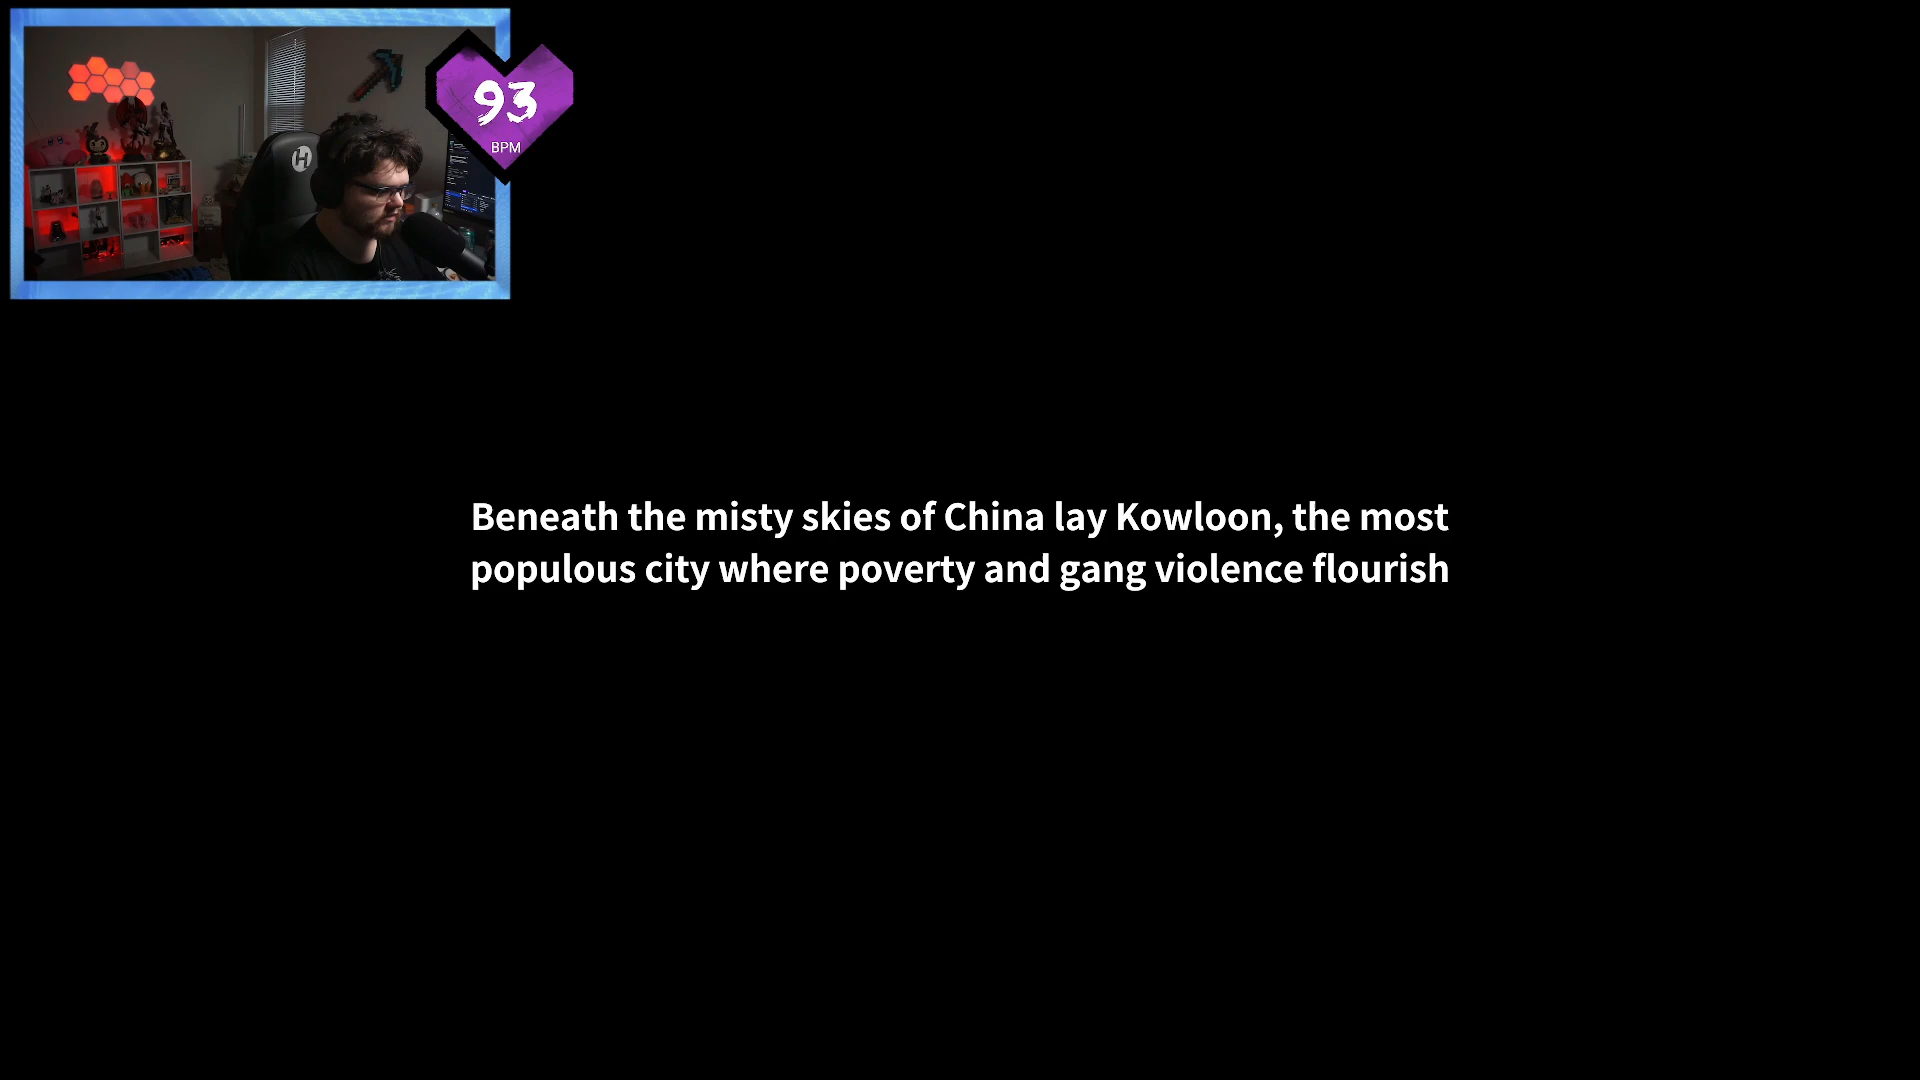 93
BPM
H
Beneath the misty skies of China lay Kowloon, the most
populous city where poverty and gang violence flourish